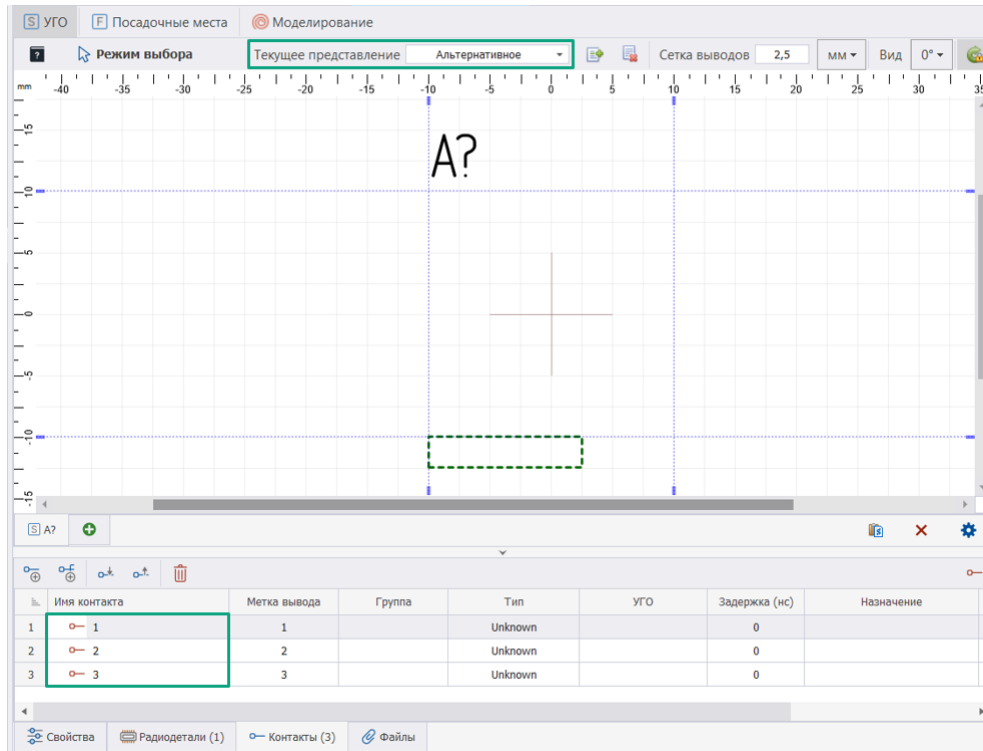 S УГО F Посадочные места Моделирование
? Режим выбора Текущее представление Альтернативное Сетка выводов 2,5 мм Вид 0°
mm -40 -35 -30 -25 -20 -15 -10 -5 0 5 10 15 20 25 30 35
15
10
5
0
-5
-10
-15
A?
S A?
Имя контакта Метка вывода Группа Тип УГО Задержка (нс) Назначение
1 1 1 Unknown 0
2 2 2 Unknown 0
3 3 3 Unknown 0
Свойства Радиодетали (1) Контакты (3) Файлы